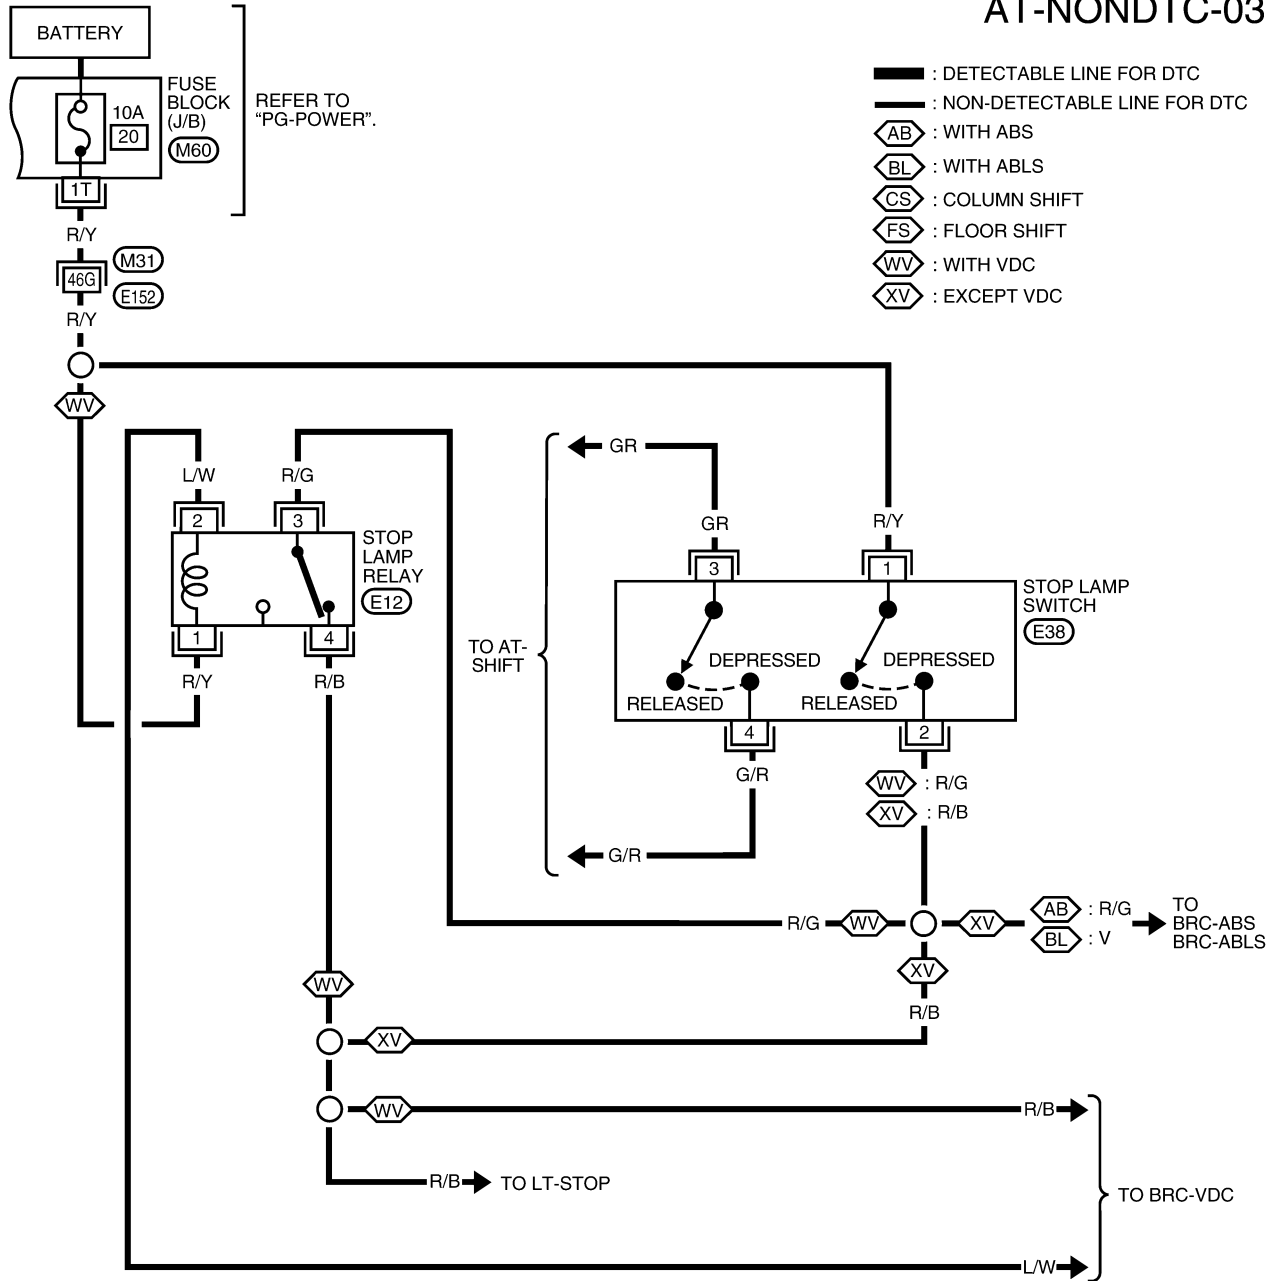 AT-NONDTC-03
BATTERY
FUSE
BLOCK
(J/B)
10A
20
M60
REFER TO
“PG-POWER”.
1T
R/Y
46G
M31
E152
R/Y
WV
: DETECTABLE LINE FOR DTC
: NON-DETECTABLE LINE FOR DTC
AB : WITH ABS
BL : WITH ABLS
CS : COLUMN SHIFT
FS : FLOOR SHIFT
WV : WITH VDC
XV : EXCEPT VDC
L/W
R/G
2
3
STOP
LAMP
RELAY
E12
1
4
R/Y
R/B
GR
GR
R/Y
3
1
STOP LAMP
SWITCH
E38
TO AT-
SHIFT
DEPRESSED
DEPRESSED
RELEASED
RELEASED
4
2
G/R
WV : R/G
XV : R/B
G/R
R/G
WV
XV
AB : R/G
BL : V
TO
BRC-ABS
BRC-ABLS
XV
WV
R/B
XV
WV
R/B
R/B
TO LT-STOP
TO BRC-VDC
L/W